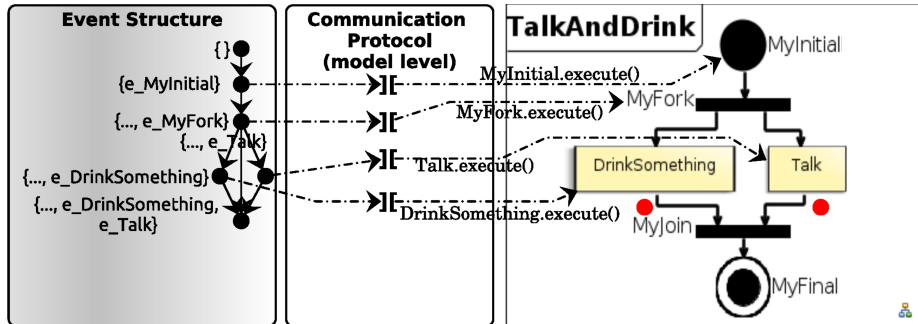 Event Structure
{ }
{e_MyInitial}
{..., e_MyFork}
{..., e_Talk}
{..., e_DrinkSomething}
{..., e_DrinkSomething,
e_Talk}
Communication
Protocol
(model level)
][
][
][
][
MyInitial.execute()
MyFork.execute()
Talk.execute()
DrinkSomething.execute()
TalkAndDrink
MyInitial
MyFork
DrinkSomething
Talk
MyJoin
MyFinal